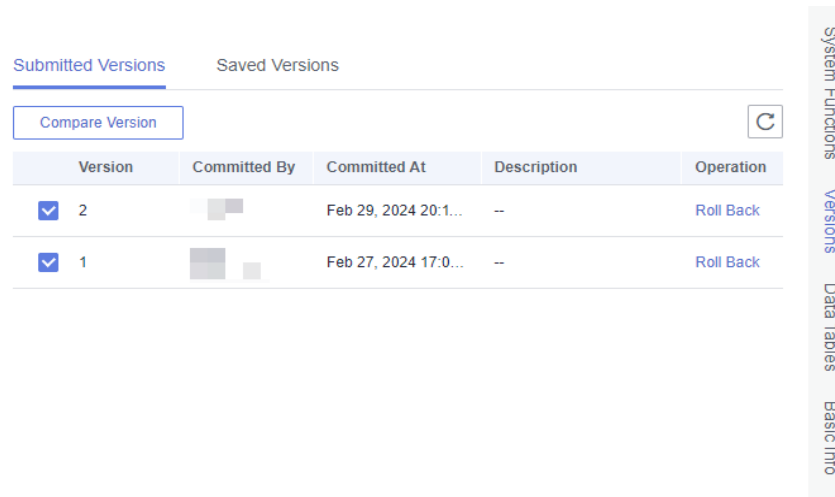 Submitted Versions Saved Versions
Compare Version
Version Committed By Committed At Description Operation
2 Feb 29, 2024 20:1... -- Roll Back
1 Feb 27, 2024 17:0... -- Roll Back
System Functions
Versions
Data Tables
Basic Info